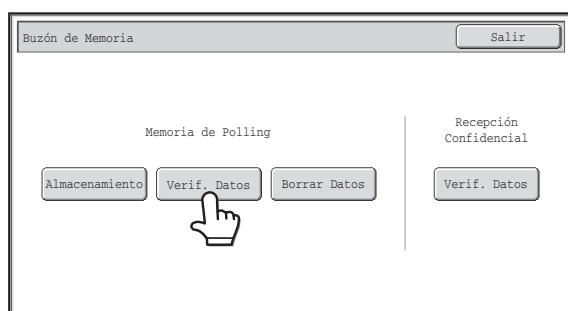 Buzón de Memoria
Salir
Memoria de Polling
Recepción
Confidencial
Almacenamiento
Verif. Datos
Borrar Datos
Verif. Datos